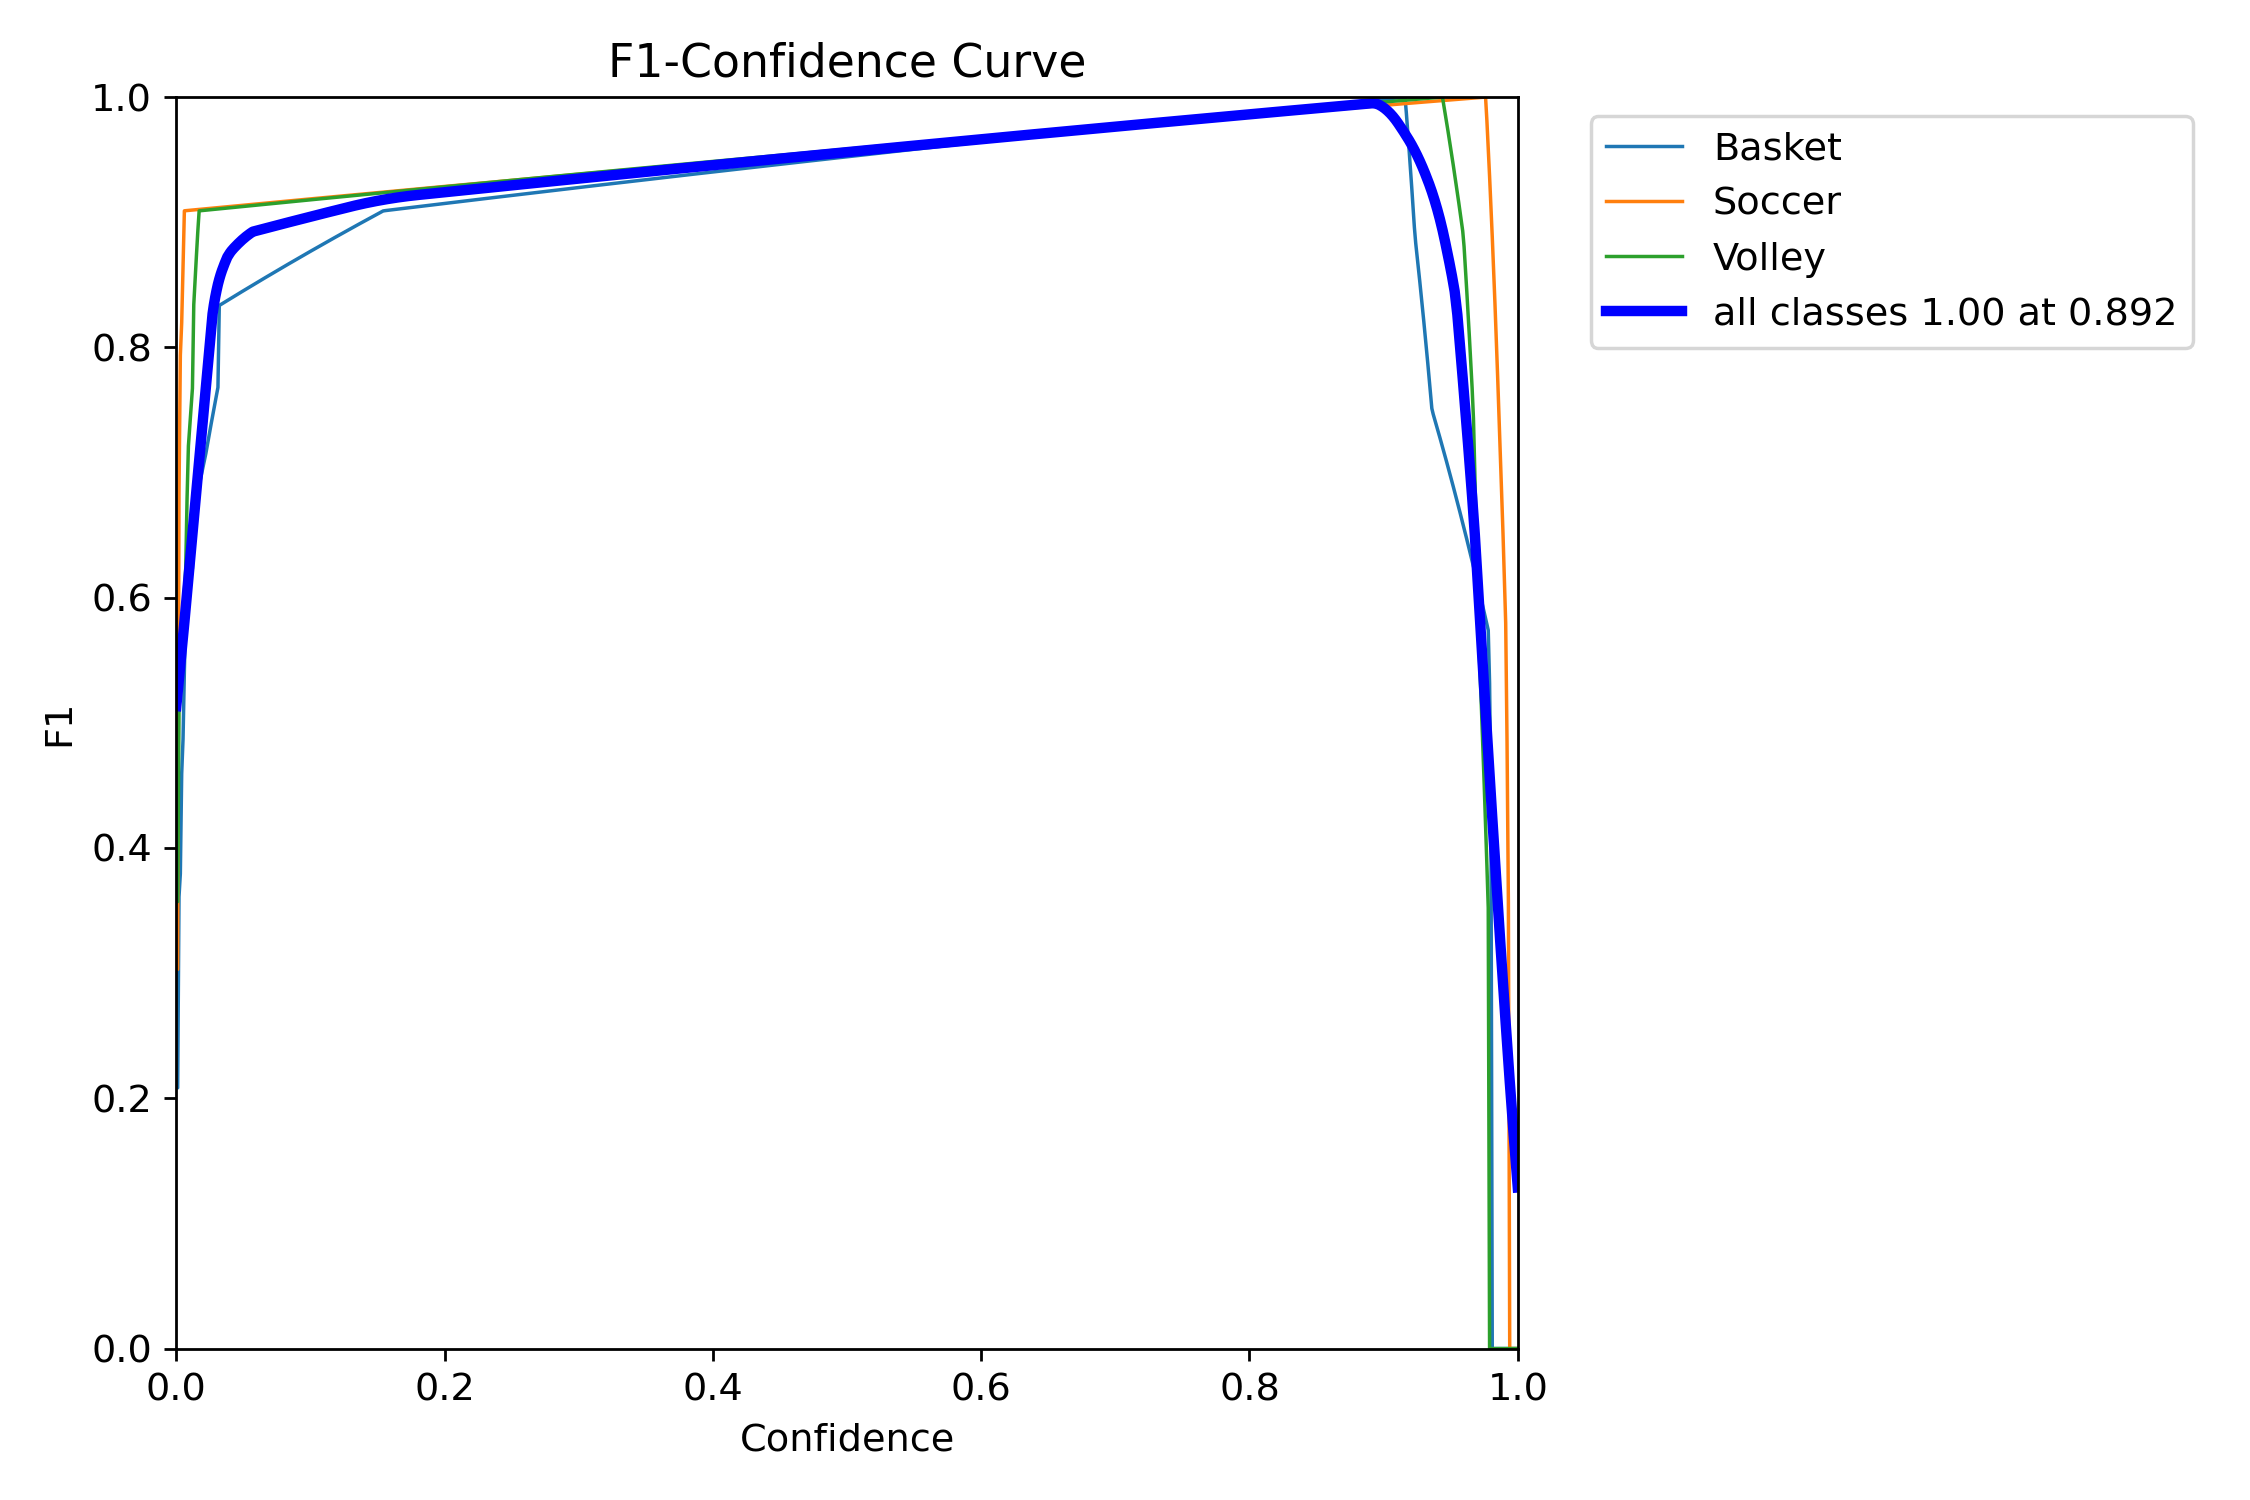 F1-Confidence Curve
1.0
0.8
0.6
0.4
0.2
0.0
F1
0.0 0.2 0.4 0.6 0.8 1.0
Confidence
Basket
Soccer
Volley
all classes 1.00 at 0.892